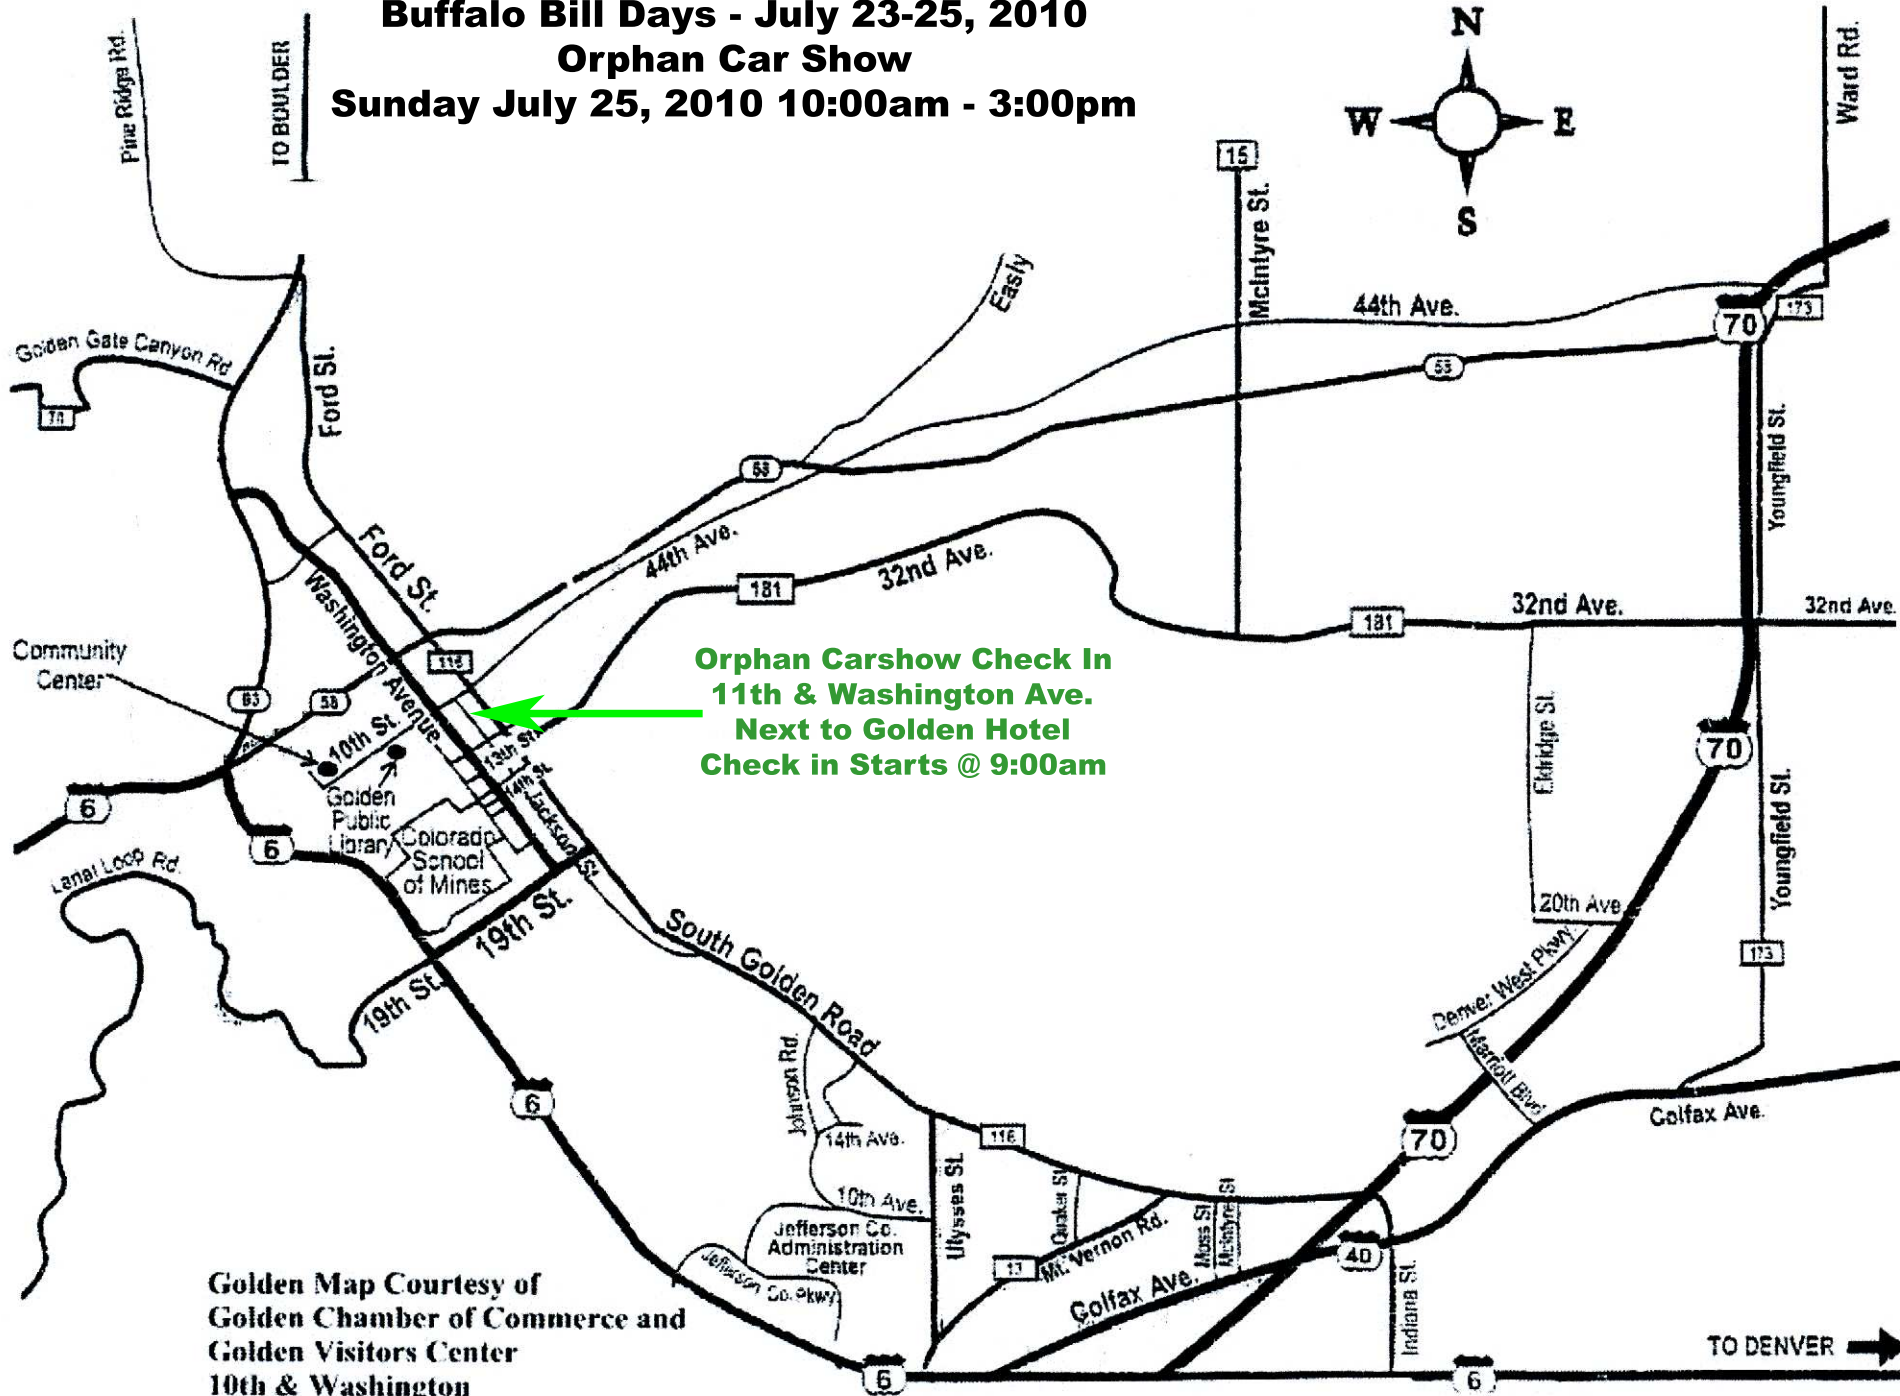 Buffalo Bill Days - July 23-25, 2010
Orphan Car Show
Sunday July 25, 2010 10:00am - 3:00pm
N
W
E
S
Pine Ridge Rd.
TO BOULDER
Ward Rd.
15
McIntyre St.
Easly
44th Ave.
70
173
58
Golden Gate Canyon Rd
70
Ford St.
Youngfield St.
58
Ford St.
44th Ave.
181
32nd Ave.
32nd Ave.
32nd Ave.
181
Washington Avenue
Community
Center
116
Orphan Carshow Check In
11th & Washington Ave.
Next to Golden Hotel
Check in Starts @ 9:00am
93
58
10th St.
13th St.
14th St.
Jackson St.
Eldridge St.
70
6
6
Golden
Public
Library
Colorado
School
of Mines
Youngfield St.
Lanat Loop Rd.
20th Ave
19th St.
19th St.
South Golden Road
Denver West Pkwy.
173
Marriott Blvd
6
Johnson Rd.
14th Ave.
116
70
Colfax Ave.
10th Ave.
Ulysses St.
Quaker St
Moss St
McIntyre St
Jefferson Co.
Administration
Center
Jefferson Co. Pkwy
Mt. Vernon Rd.
40
Colfax Ave.
Indiana St.
Golden Map Courtesy of
Golden Chamber of Commerce and
Golden Visitors Center
10th & Washington
6
6
TO DENVER